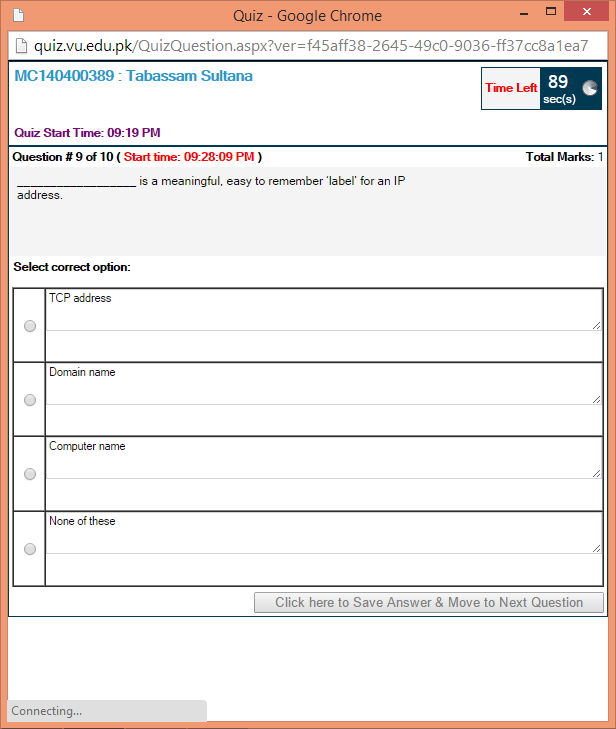 Quiz - Google Chrome
quiz.vu.edu.pk/QuizQuestion.aspx?ver=f45aff38-2645-49c0-9036-ff37cc8a1ea7
MC140400389 : Tabassam Sultana
Time Left 89 sec(s)
Quiz Start Time: 09:19 PM
Question # 9 of 10 ( Start time: 09:28:09 PM ) Total Marks: 1
__________________ is a meaningful, easy to remember ‘label’ for an IP
address.
Select correct option:
TCP address
Domain name
Computer name
None of these
Click here to Save Answer & Move to Next Question
Connecting...